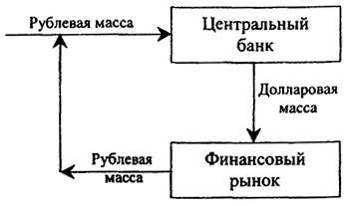 Рублевая масса
Центральный
банк
Долларовая
масса
Рублевая
масса
Финансовый
рынок